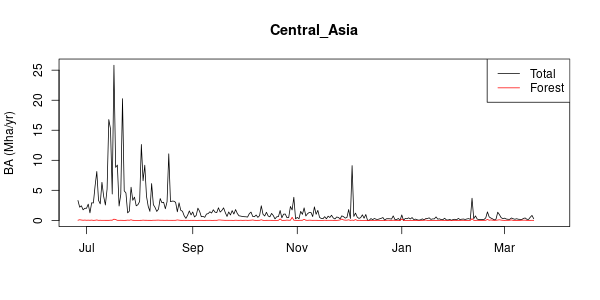 Central_Asia
Total
Forest
BA (Mha/yr)
25
20
15
10
5
0
Jul Sep Nov Jan Mar